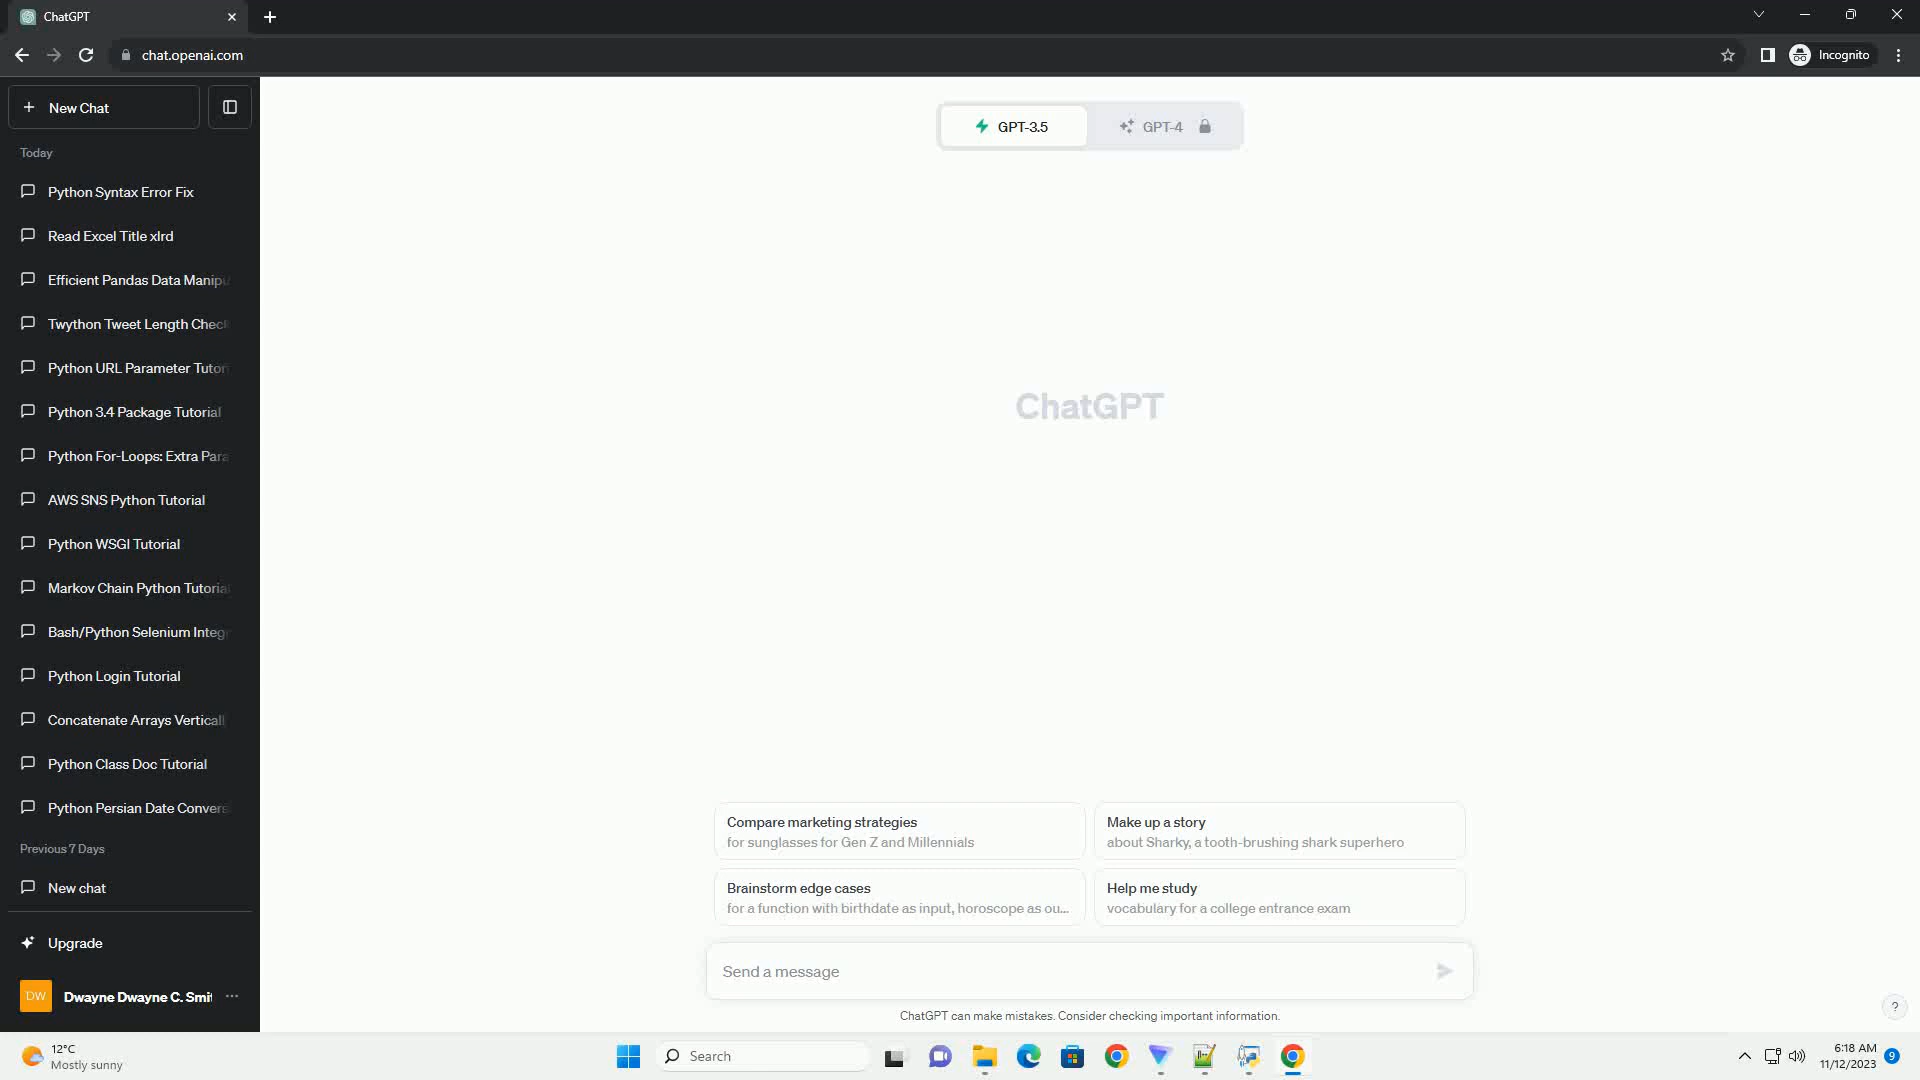 ChatGPT
chat.openai.com
Incognito
New Chat
Today
Python Syntax Error Fix
Read Excel Title xlrd
Efficient Pandas Data Manipu
Twython Tweet Length Chec
Python URL Parameter Tutor
Python 3.4 Package Tutorial
Python For-Loops: Extra Para
AWS SNS Python Tutorial
Python WSGI Tutorial
Markov Chain Python Tutorial
Bash/Python Selenium Integ
Python Login Tutorial
Concatenate Arrays Vertical
Python Class Doc Tutorial
Python Persian Date Convers
Previous 7 Days
New chat
Upgrade
DW
Dwayne Dwayne C. Smit
GPT-3.5
GPT-4
ChatGPT
Compare marketing strategies
for sunglasses for Gen Z and Millennials
Make up a story
about Sharky, a tooth-brushing shark superhero
Brainstorm edge cases
for a function with birthdate as input, horoscope as ou...
Help me study
vocabulary for a college entrance exam
Send a message
ChatGPT can make mistakes. Consider checking important information.
?
12°C
Mostly sunny
Search
6:18 AM
11/12/2023
9